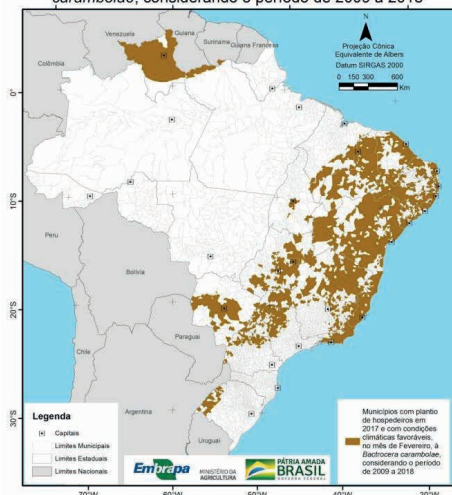 carambolae, considerando o período de 2009 a 2018
Venezuela
Guiana
Suriname
Guiana Francesa
Colômbia
N
Projeção Cônica
Equivalente de Albers
Datum SIRGAS 2000
0 150 300 600
Km
0°
10°S
Peru
Bolívia
20°S
Paraguai
Chile
Argentina
30°S
Uruguai
Legenda
Capitais
Limites Municipais
Limites Estaduais
Limites Nacionais
Municípios com plantio
de hospedeiros em
2017 e com condições
climáticas favoráveis,
no mês de Fevereiro, à
Bactrocera carambolae,
considerando o período
de 2009 a 2018
Embrapa
MINISTÉRIO DA
AGRICULTURA
PÁTRIA AMADA
BRASIL
GOVERNO FEDERAL
70°W
60°W
50°W
40°W
30°W